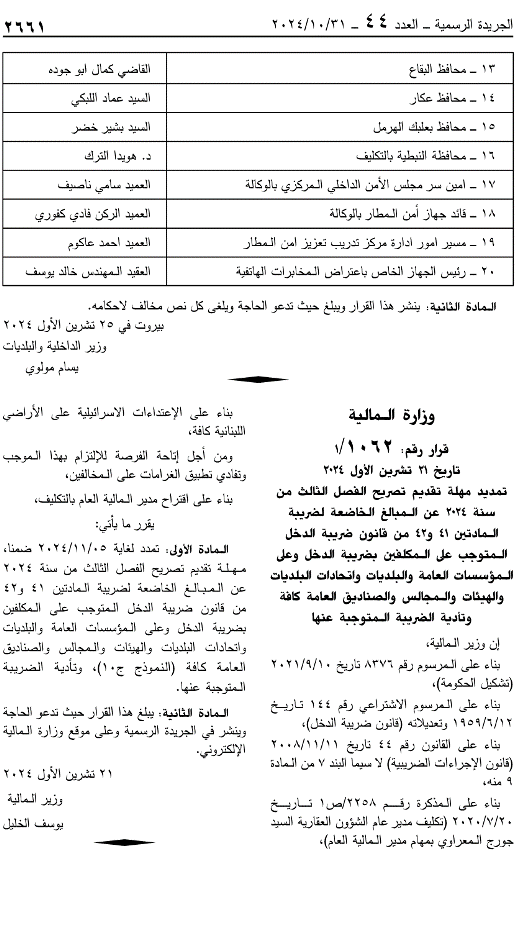 الجريدة الرسمية ــ العدد ٤٤ ــ ٢٠٢٤/١٠/٣١ ٢٦٦١
١٣ ــ محافظ البقاع القاضي كمال ابو جوده
١٤ ــ محافظ عكار السيد عماد اللبكي
١٥ ــ محافظ بعلبك الهرمل السيد بشير خضر
١٦ ــ محافظة النبطية بالتكليف د. هويدا الترك
١٧ ــ امين سر مجلس الأمن الداخلي المركزي بالوكالة العميد سامي ناصيف
١٨ ــ قائد جهاز أمن المطار بالوكالة العميد الركن فادي كفوري
١٩ ــ مسير امور ادارة مركز تدريب تعزيز امن المطار العميد احمد عاكوم
٢٠ ــ رئيس الجهاز الخاص باعتراض المخابرات الهاتفية العقيد المهندس خالد يوسف
المادة الثانية: ينشر هذا القرار ويبلغ حيث تدعو الحاجة ويلغى كل نص مخالف لاحكامه.
بيروت في ٢٥ تشرين الأول ٢٠٢٤
وزير الداخلية والبلديات
بسام مولوي
وزارة المالية
قرار رقم: ١/١٠٦٢
تاريخ ٢١ تشرين الأول ٢٠٢٤
تمديد مهلة تقديم تصريح الفصل الثالث من
سنة ٢٠٢٤ عن المبالغ الخاضعة لضريبة
المادتين ٤١ و٤٢ من قانون ضريبة الدخل
المتوجب على المكلفين بضريبة الدخل وعلى
المؤسسات العامة والبلديات واتحادات البلديات
والهيئات والمجالس والصناديق العامة كافة
وتأدية الضريبة المتوجبة عنها
إن وزير المالية،
بناء على المرسوم رقم ٨٣٧٦ تاريخ ٢٠٢١/٩/١٠
(تشكيل الحكومة)،
بناء على المرسوم الاشتراعي رقم ١٤٤ تاريخ
١٩٥٩/٦/١٢ وتعديلاته (قانون ضريبة الدخل)،
بناء على القانون رقم ٤٤ تاريخ ٢٠٠٨/١١/١١
(قانون الإجراءات الضريبية) لا سيما البند ٧ من المادة
٩ منه،
بناء على المذكرة رقم ٢٢٥٨/ص١ تاريخ
٢٠٢٠/٧/٢٠ (تكليف مدير عام الشؤون العقارية السيد
جورج المعراوي بمهام مدير المالية العام)،
بناء على الإعتداءات الاسرائيلية على الأراضي
اللبنانية كافة،
ومن أجل إتاحة الفرصة للإلتزام بهذا الموجب
وتفادي تطبيق الغرامات على المخالفين،
بناء على اقتراح مدير المالية العام بالتكليف،
يقرر ما يأتي:
المادة الأولى: تمدد لغاية ٢٠٢٤/١١/٠٥ ضمنا،
مهلة تقديم تصريح الفصل الثالث من سنة ٢٠٢٤
عن المبالغ الخاضعة لضريبة المادتين ٤١ و٤٢
من قانون ضريبة الدخل المتوجب على المكلفين
بضريبة الدخل وعلى المؤسسات العامة والبلديات
واتحادات البلديات والهيئات والمجالس والصناديق
العامة كافة (النموذج ج١٠)، وتأدية الضريبة
المتوجبة عنها.
المادة الثانية: يبلغ هذا القرار حيث تدعو الحاجة
وينشر في الجريدة الرسمية وعلى موقع وزارة المالية
الإلكتروني.
٢١ تشرين الأول ٢٠٢٤
وزير المالية
يوسف الخليل